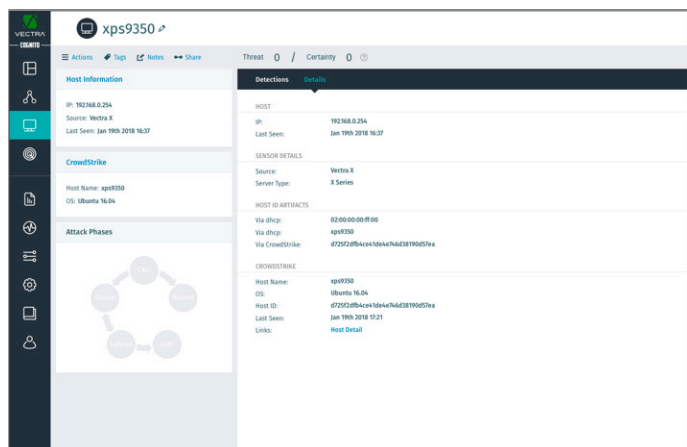 VECTRA
COGNITO
xps9350
Actions Tags Notes Share
Threat 0 / Certainty 0
Host Information
IP: 192.168.0.254
Source: Vectra X
Last Seen: Jan 19th 2018 16:37
CrowdStrike
Host Name: xps9350
OS: Ubuntu 16.04
Attack Phases
C&C
Recon
Botnet
Lateral
Exfil
Detections Details
HOST
IP: 192.168.0.254
Last Seen: Jan 19th 2018 16:37
SENSOR DETAILS
Source: Vectra X
Server Type: X Series
HOST ID ARTIFACTS
Via dhcp: 02:00:00:00:ff:00
Via dhcp: xps9350
Via CrowdStrike: d725f2dfb4ce41de4e746d38190d57ea
CROWDSTRIKE
Host Name: xps9350
OS: Ubuntu 16.04
Host ID: d725f2dfb4ce41de4e746d38190d57ea
Last Seen: Jan 19th 2018 17:21
Links: Host Detail